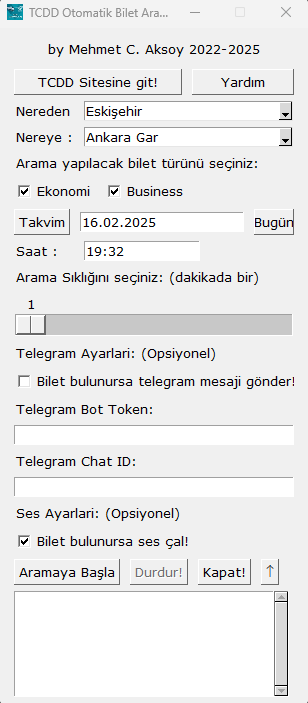 TCDD Otomatik Bilet Ara...
by Mehmet C. Aksoy 2022-2025
TCDD Sitesine git! Yardım
Nereden Eskişehir
Nereye : Ankara Gar
Arama yapılacak bilet türünü seçiniz:
Ekonomi Business
Takvim 16.02.2025 Bugün
Saat : 19:32
Arama Sıklığını seçiniz: (dakikada bir)
1
Telegram Ayarlari: (Opsiyonel)
Bilet bulunursa telegram mesaji gönder!
Telegram Bot Token:
Telegram Chat ID:
Ses Ayarlari: (Opsiyonel)
Bilet bulunursa ses çal!
Aramaya Başla Durdur! Kapat! ↑